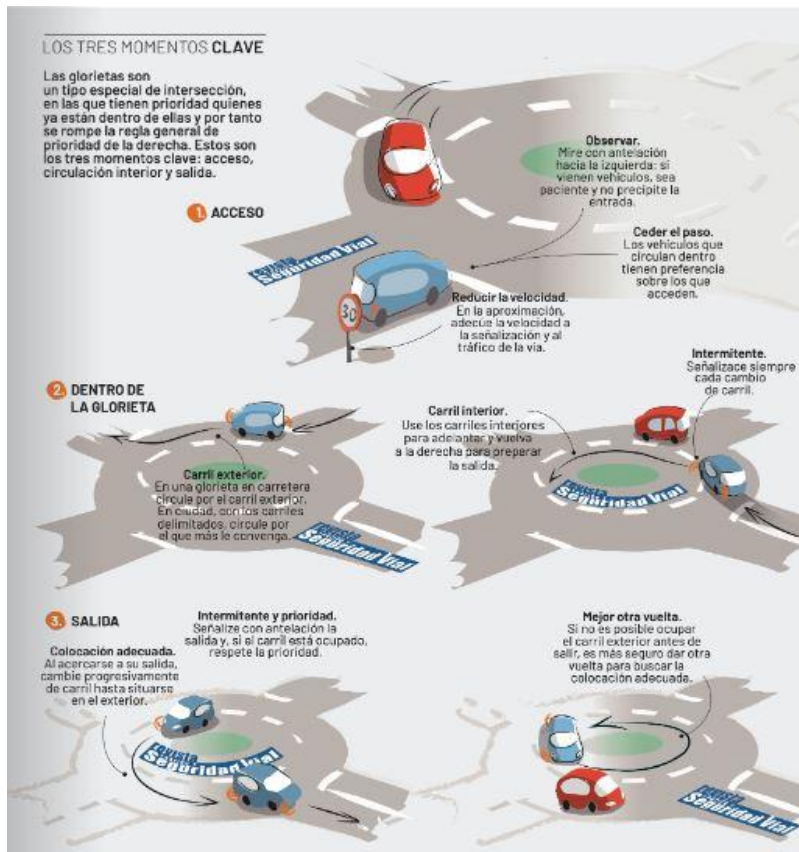 LOS TRES MOMENTOS CLAVE
Las glorietas son
un tipo especial de intersección,
en las que tienen prioridad quienes
ya están dentro de ellas y por tanto
se rompe la regla general de
prioridad de la derecha. Estos son
los tres momentos clave: acceso,
circulación interior y salida.
1. ACCESO
Observar.
Mire con antelación
hacia la izquierda: si
vienen vehículos, sea
paciente y no precipite la
entrada.
Ceder el paso.
Los vehículos que
circulan dentro
tienen preferencia
sobre los que
acceden.
revista
Seguridad Vial
30
Reducir la velocidad.
En la aproximación,
adecúe la velocidad a
la señalización y al
tráfico de la vía.
2. DENTRO DE
LA GLORIETA
Carril exterior.
En una glorieta en carretera
circule por el carril exterior.
En ciudad, con los carriles
delimitados, circule por
el que más le convenga.
revista
Seguridad Vial
Carril interior.
Use los carriles interiores
para adelantar y vuelva
a la derecha para preparar
la salida.
Intermitente.
Señalizace siempre
cada cambio
de carril.
revista
Seguridad Vial
3. SALIDA
Colocación adecuada.
Al acercarse a su salida,
cambie progresivamente
de carril hasta situarse
en el exterior.
Intermitente y prioridad.
Señalize con antelación la
salida y, si el carril está ocupado,
respete la prioridad.
revista
Seguridad Vial
Mejor otra vuelta.
Si no es posible ocupar
el carril exterior antes de
salir, es más seguro dar otra
vuelta para buscar la
colocación adecuada.
revista
Seguridad Vial